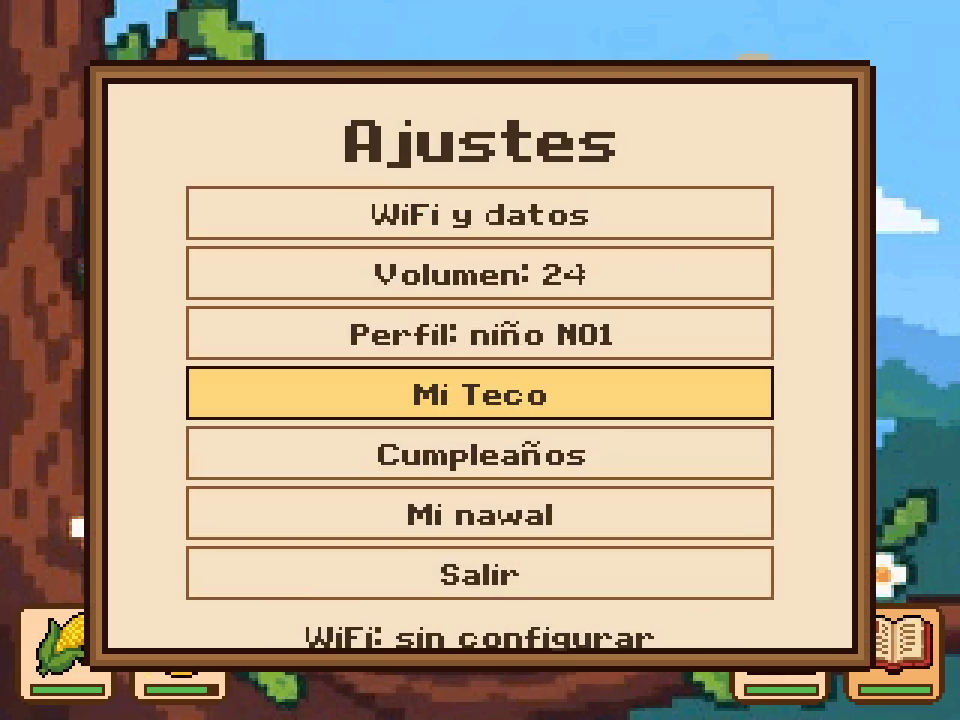 Ajustes
WiFi y datos
Volumen: 24
Perfil: niño N01
Mi Teco
Cumpleaños
Mi nawal
Salir
WiFi: sin configurar